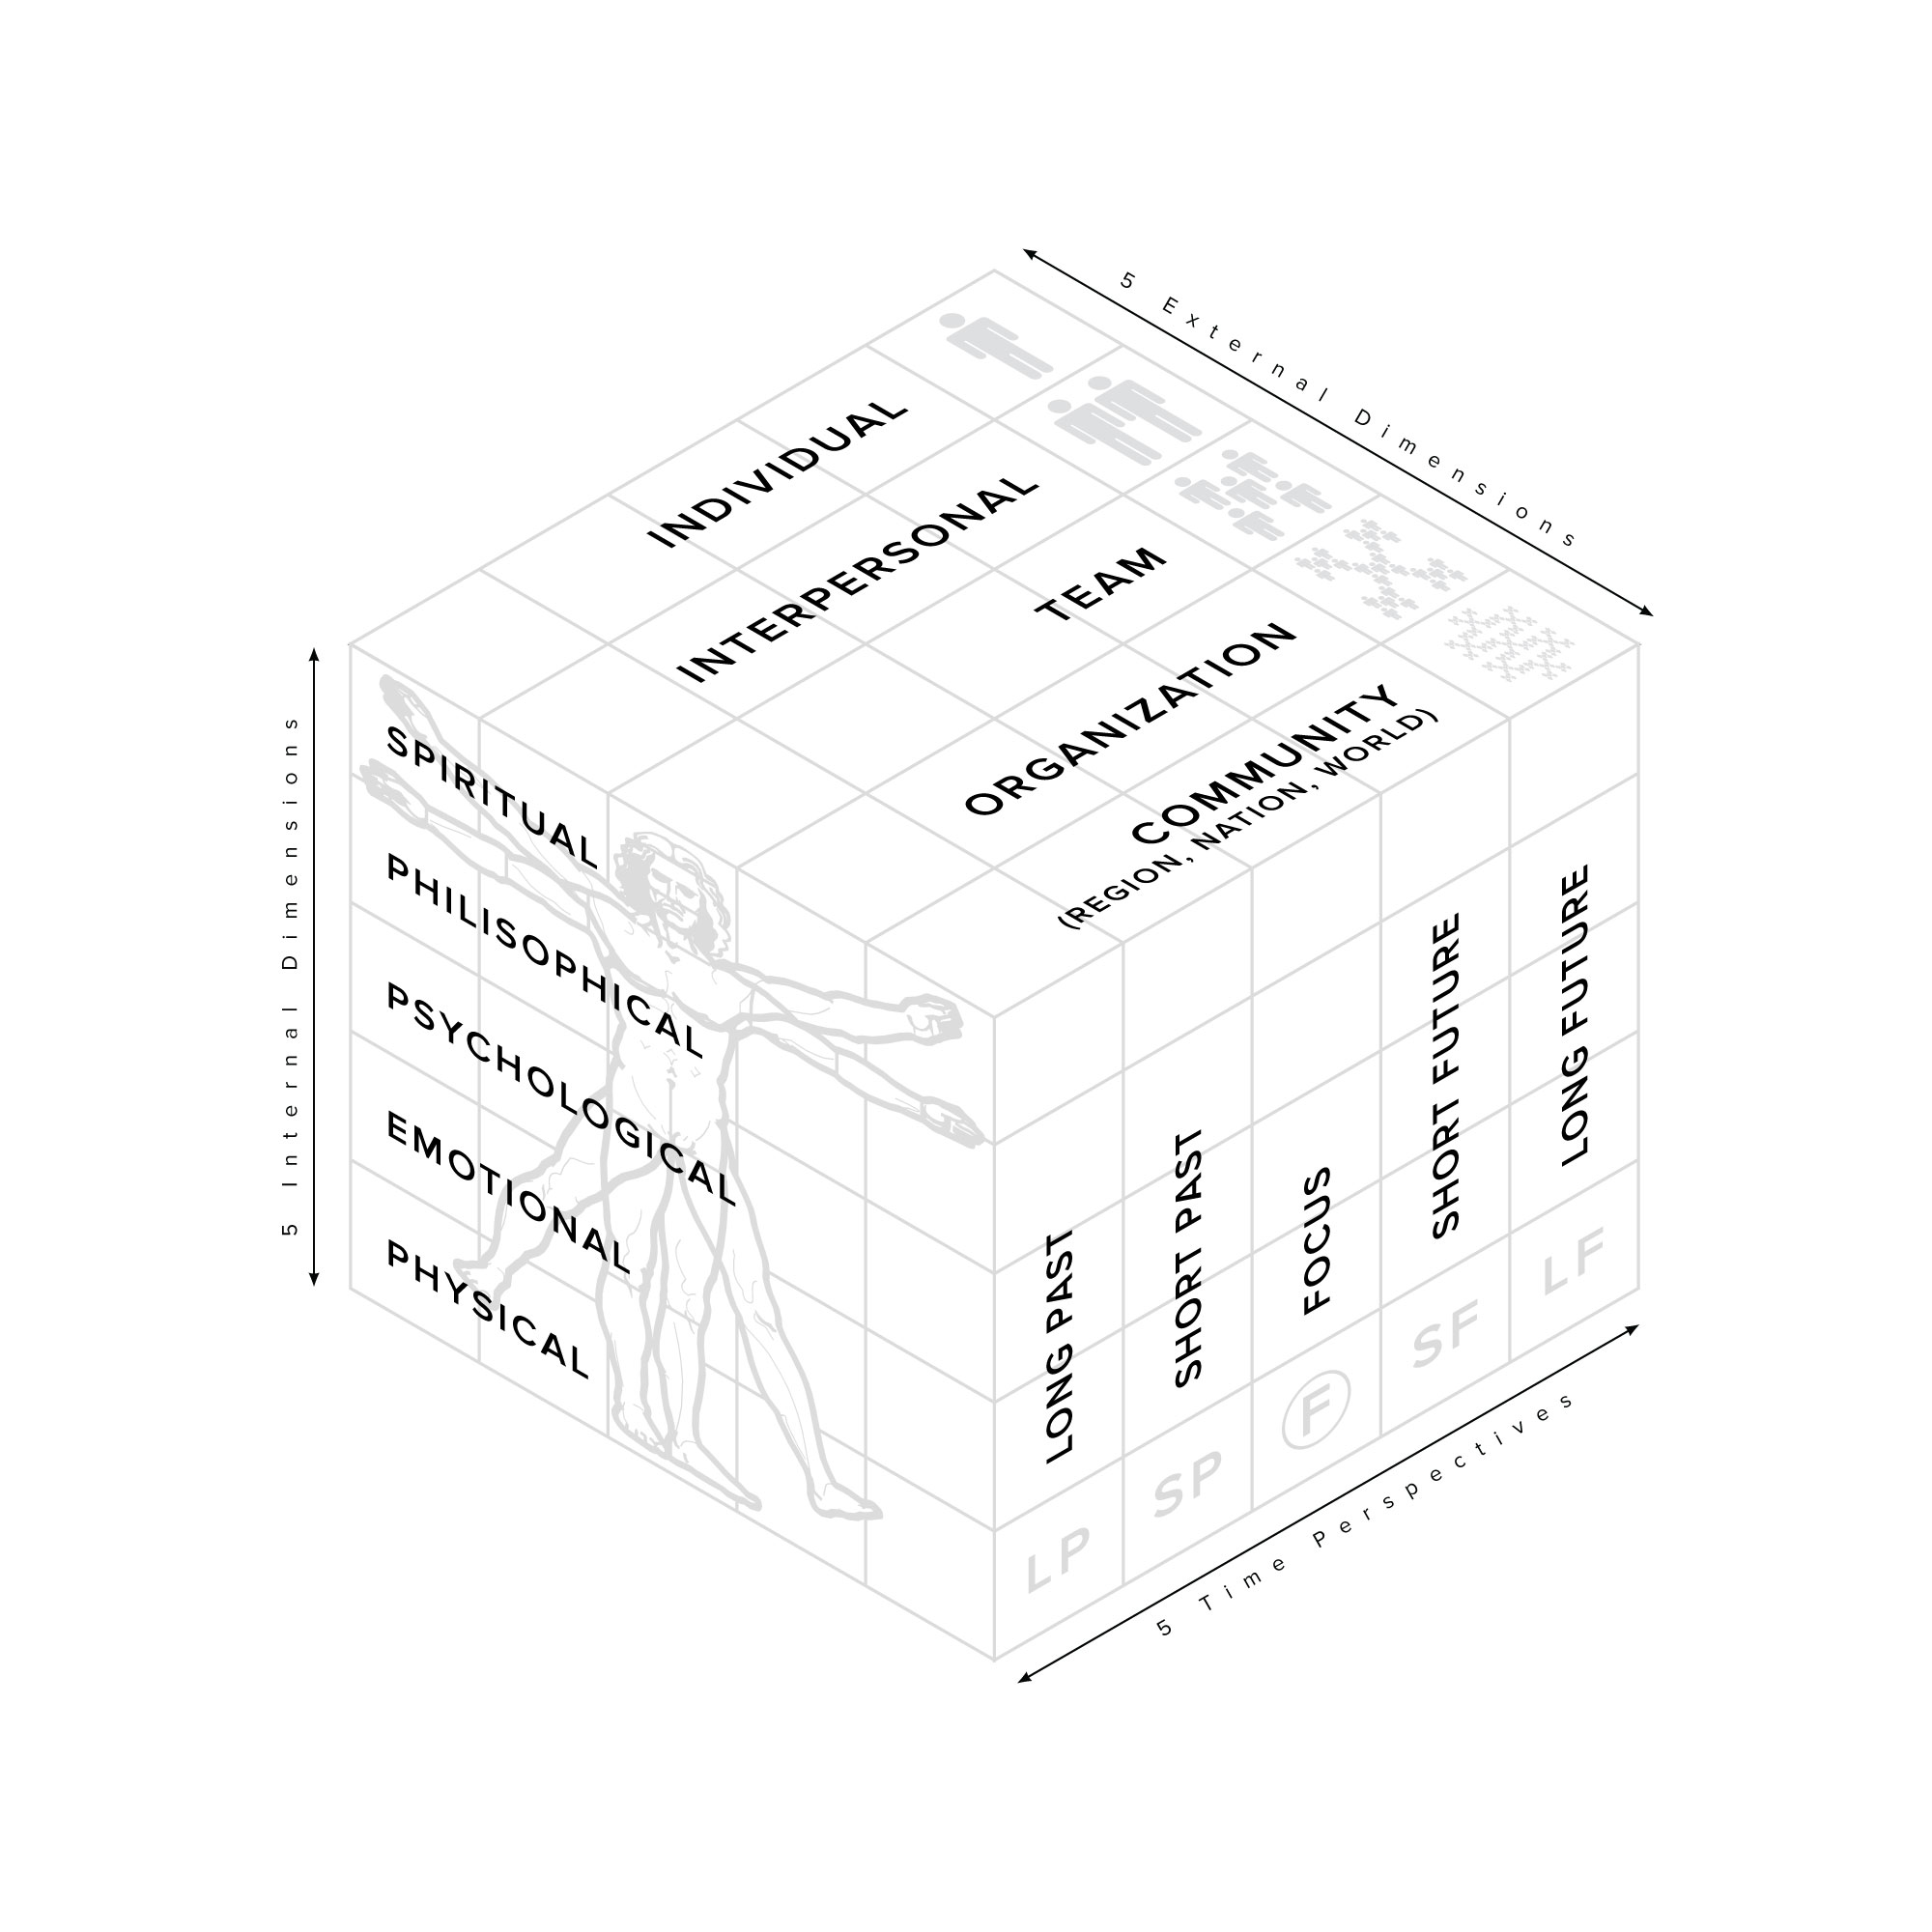 5 External Dimensions
INDIVIDUAL
INTERPERSONAL
TEAM
ORGANIZATION
COMMUNITY
(REGION, NATION, WORLD)
5 Internal Dimensions
SPIRITUAL
PHILISOPHICAL
PSYCHOLOGICAL
EMOTIONAL
PHYSICAL
LONG PAST
SHORT PAST
FOCUS
SHORT FUTURE
LONG FUTURE
LP
SP
F
SF
LF
5 Time Perspectives